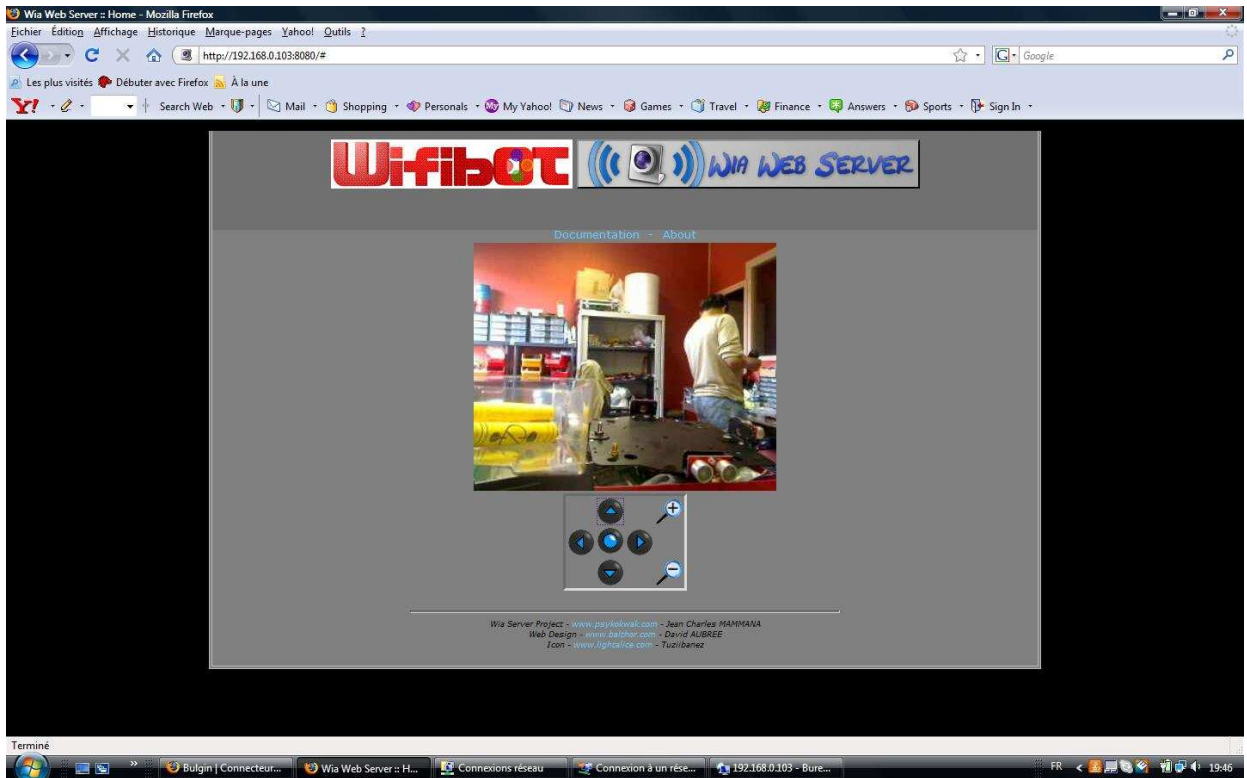 Wia Web Server :: Home - Mozilla Firefox
Fichier Édition Affichage Historique Marque-pages Yahoo! Outils ?
http://192.168.0.103:8080/#
G Google
Les plus visités Débuter avec Firefox À la une
Y! Search Web Mail Shopping Personals My Yahoo! News Games Travel Finance Answers Sports Sign In
Wifibot WIA WEB SERVER
Documentation - About
Wia Server Project - www.psykokwak.com - Jean Charles MAMMANA
Web Design - www.balthor.com - David AUBREE
Icon - www.lightalice.com - Tuziibanez
Terminé
Bulgin | Connecteur... Wia Web Server :: H... Connexions réseau Connexion à un rése... 192.168.0.103 - Bure... FR 19:46